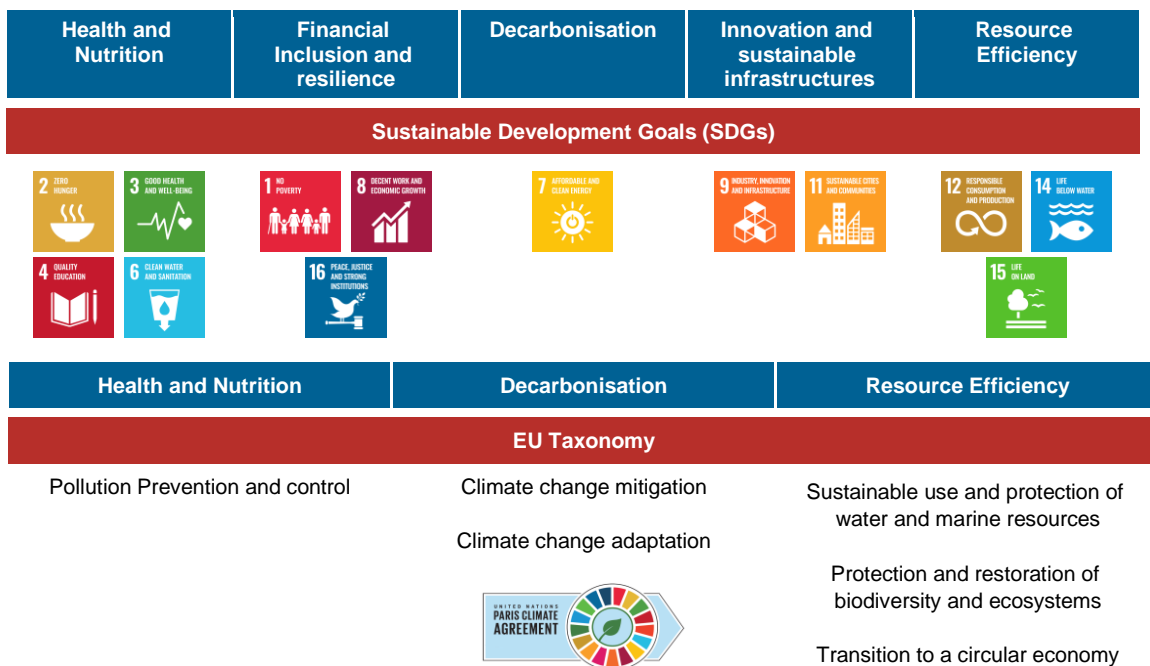 Health and
Nutrition
Financial
Inclusion and
resilience
Decarbonisation
Innovation and
sustainable
infrastructures
Resource
Efficiency
Sustainable Development Goals (SDGs)
2 ZERO
HUNGER
3 GOOD HEALTH
AND WELL-BEING
1 NO
POVERTY
8 DECENT WORK AND
ECONOMIC GROWTH
7 AFFORDABLE AND
CLEAN ENERGY
9 INDUSTRY, INNOVATION
AND INFRASTRUCTURE
11 SUSTAINABLE CITIES
AND COMMUNITIES
12 RESPONSIBLE
CONSUMPTION
AND PRODUCTION
14 LIFE
BELOW WATER
4 QUALITY
EDUCATION
6 CLEAN WATER
AND SANITATION
16 PEACE, JUSTICE
AND STRONG
INSTITUTIONS
15 LIFE
ON LAND
Health and Nutrition
Decarbonisation
Resource Efficiency
EU Taxonomy
Pollution Prevention and control
Climate change mitigation
Climate change adaptation
UNITED NATIONS
PARIS CLIMATE
AGREEMENT
Sustainable use and protection of
water and marine resources
Protection and restoration of
biodiversity and ecosystems
Transition to a circular economy